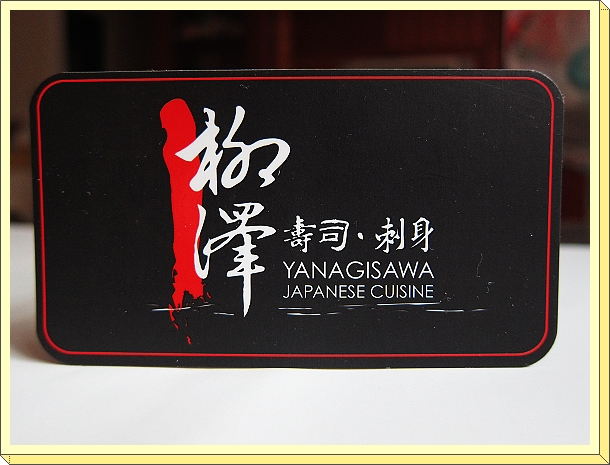 柳澤
壽司·刺身
YANAGISAWA
JAPANESE CUISINE